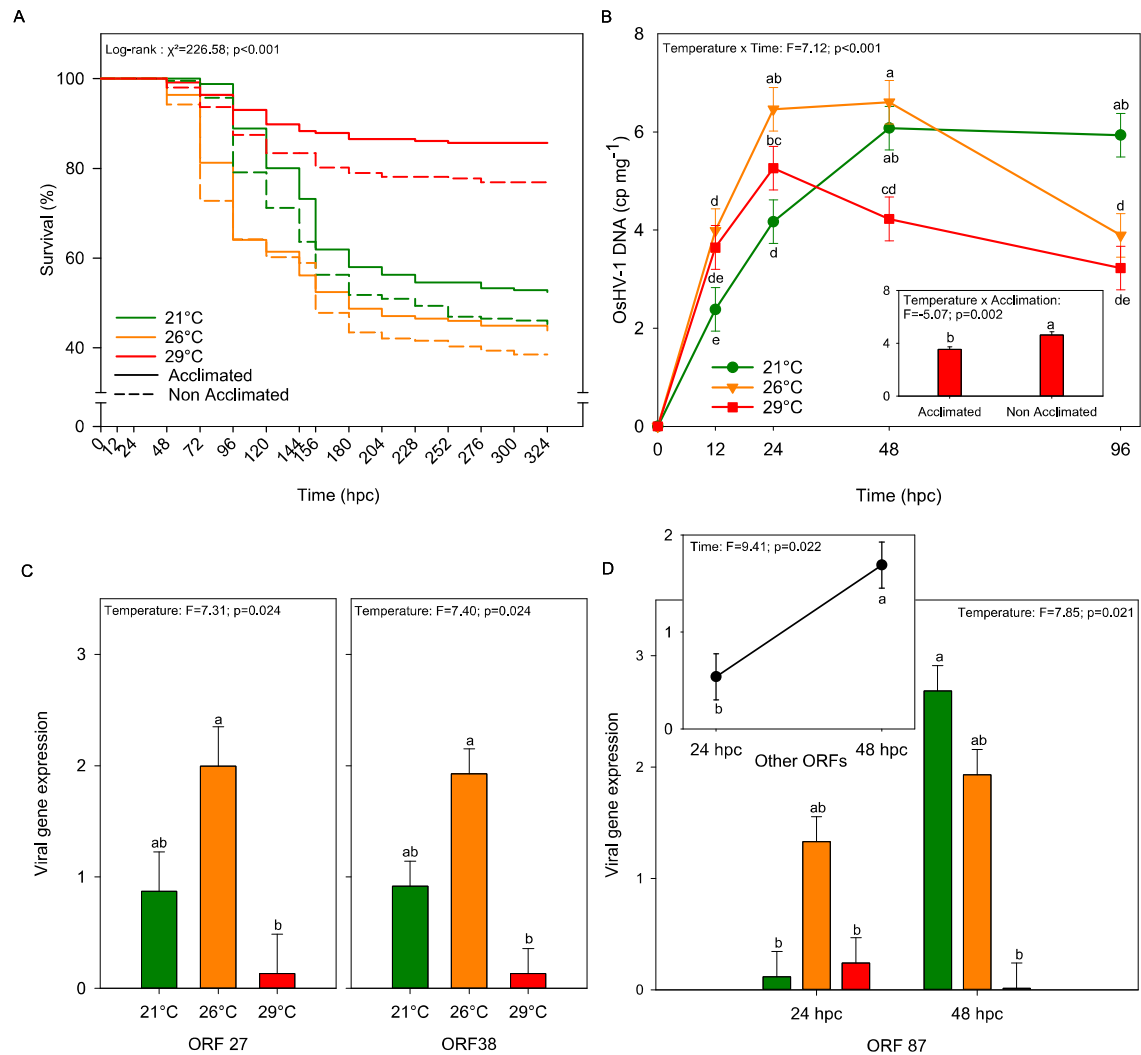 A
Log-rank : χ²=226.58; p<0.001
100
80
60
40
0
Survival (%)
21°C
26°C
29°C
Acclimated
Non Acclimated
0 12 24 48 72 96 120 144 156 180 204 228 252 276 300 324
Time (hpc)
B
Temperature x Time: F=7.12; p<0.001
8
6
4
2
0
OsHV-1 DNA (cp mg⁻¹)
ab
a
ab
bc
ab
d
cd
d
de
d
e
de
Temperature x Acclimation:
F=-5.07; p=0.002
8
4
0
b
a
Acclimated Non Acclimated
21°C
26°C
29°C
0 12 24 48 96
Time (hpc)
C
Temperature: F=7.31; p=0.024
3
2
1
0
Viral gene expression
ab
a
b
21°C 26°C 29°C
ORF 27
Temperature: F=7.40; p=0.024
ab
a
b
21°C 26°C 29°C
ORF38
D
Time: F=9.41; p=0.022
2
1
0
b
a
24 hpc 48 hpc
Other ORFs
Temperature: F=7.85; p=0.021
3
2
1
0
Viral gene expression
b
ab
b
a
ab
b
24 hpc 48 hpc
ORF 87